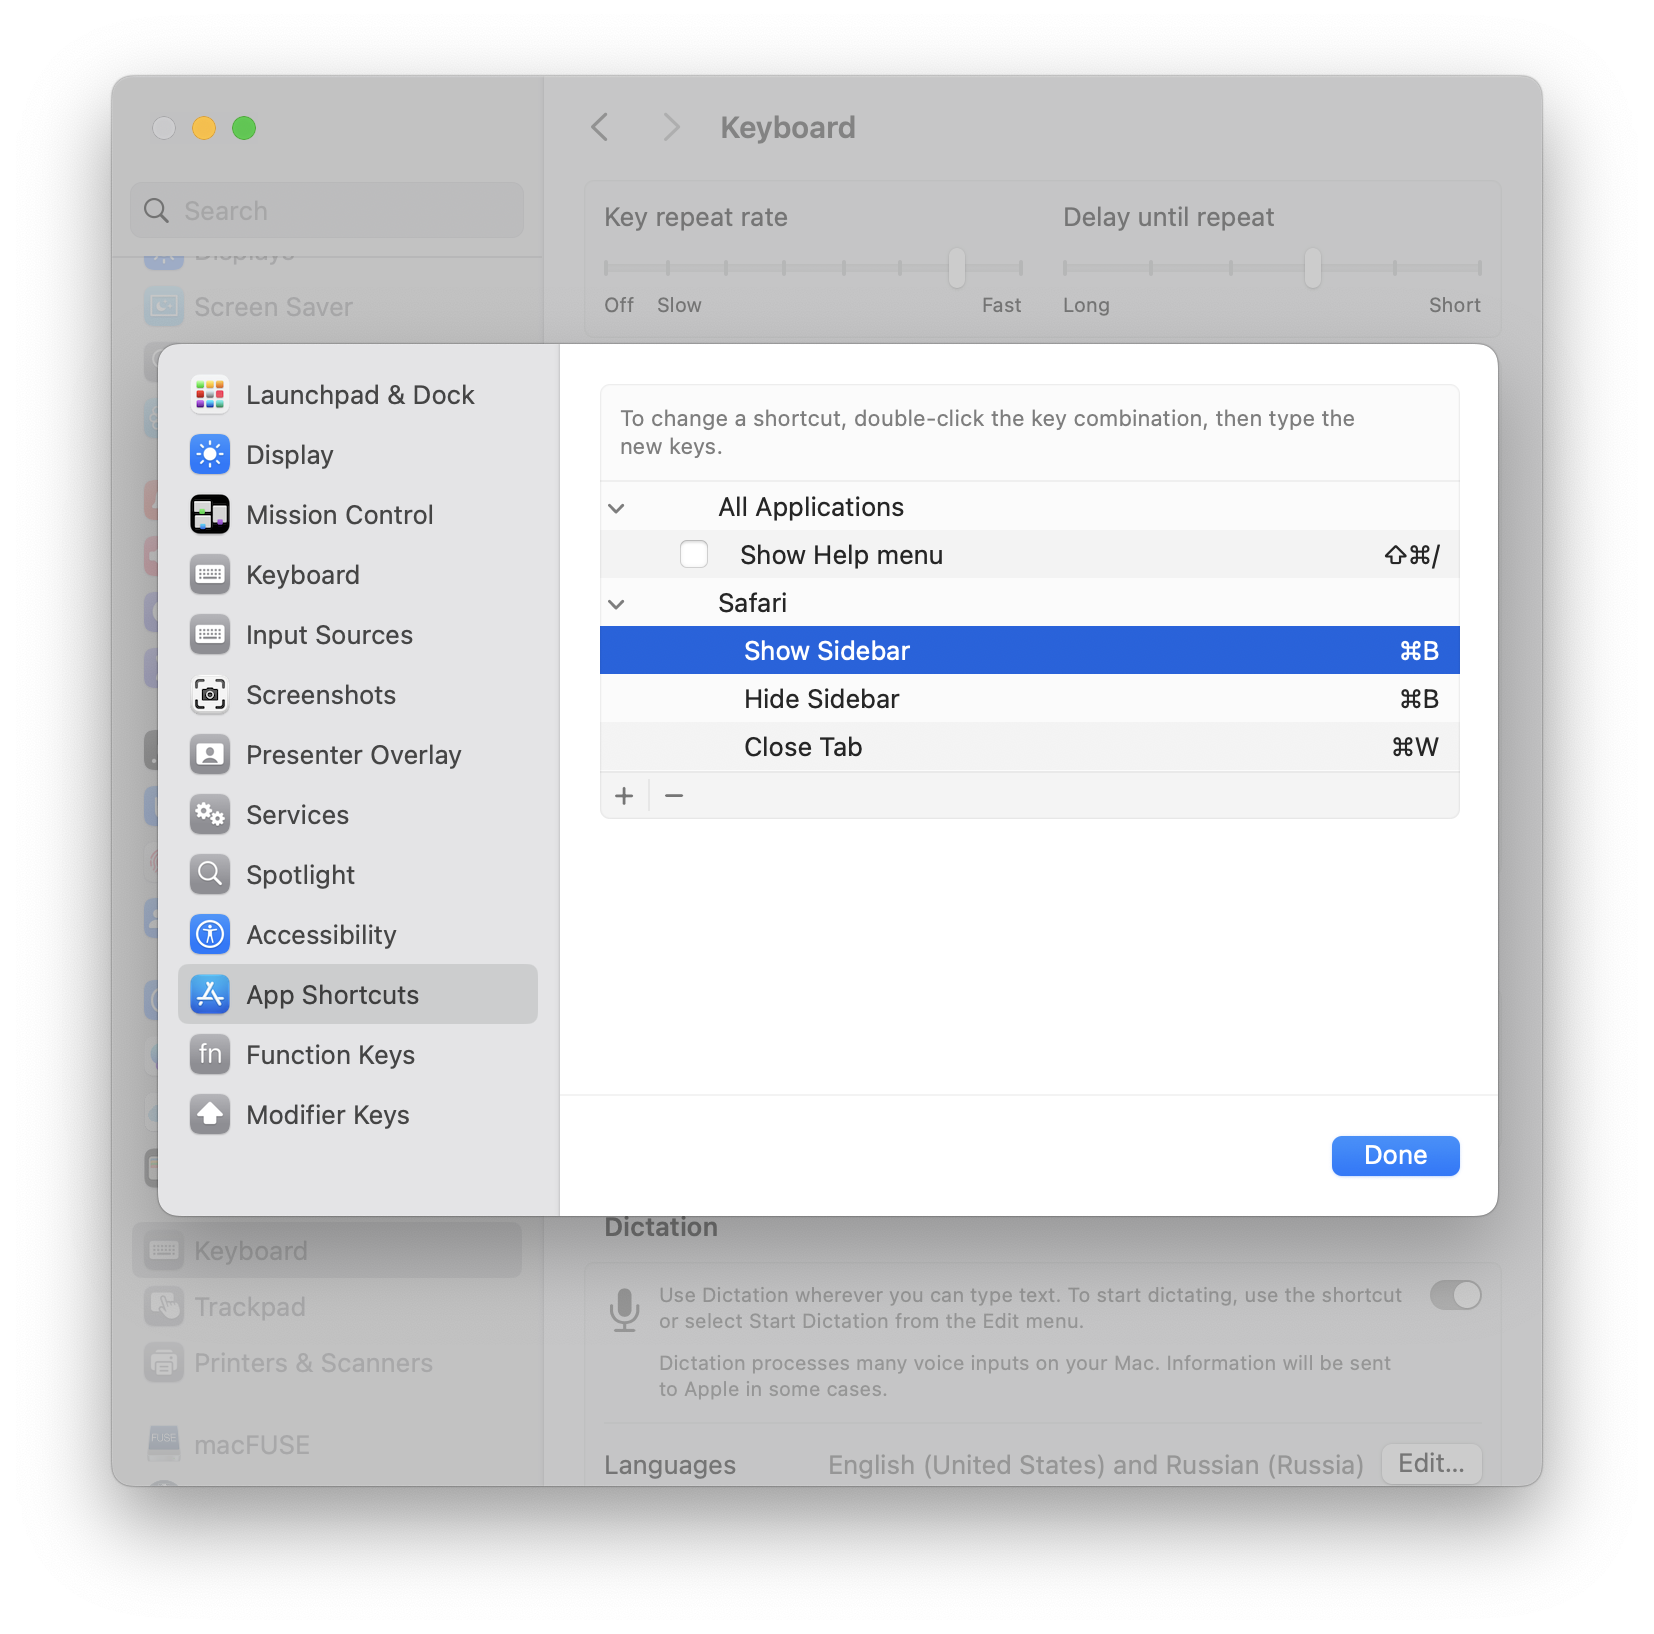 Keyboard
Search
Displays
Screen Saver
Key repeat rate
Delay until repeat
Off Slow Fast
Long Short
Launchpad & Dock
Display
Mission Control
Keyboard
Input Sources
Screenshots
Presenter Overlay
Services
Spotlight
Accessibility
App Shortcuts
fn Function Keys
Modifier Keys
To change a shortcut, double-click the key combination, then type the
new keys.
All Applications
Show Help menu ⇧⌘/
Safari
Show Sidebar ⌘B
Hide Sidebar ⌘B
Close Tab ⌘W
+ −
Done
Keyboard
Trackpad
Printers & Scanners
FUSE macFUSE
Dictation
Use Dictation wherever you can type text. To start dictating, use the shortcut
or select Start Dictation from the Edit menu.
Dictation processes many voice inputs on your Mac. Information will be sent
to Apple in some cases.
Languages English (United States) and Russian (Russia) Edit...